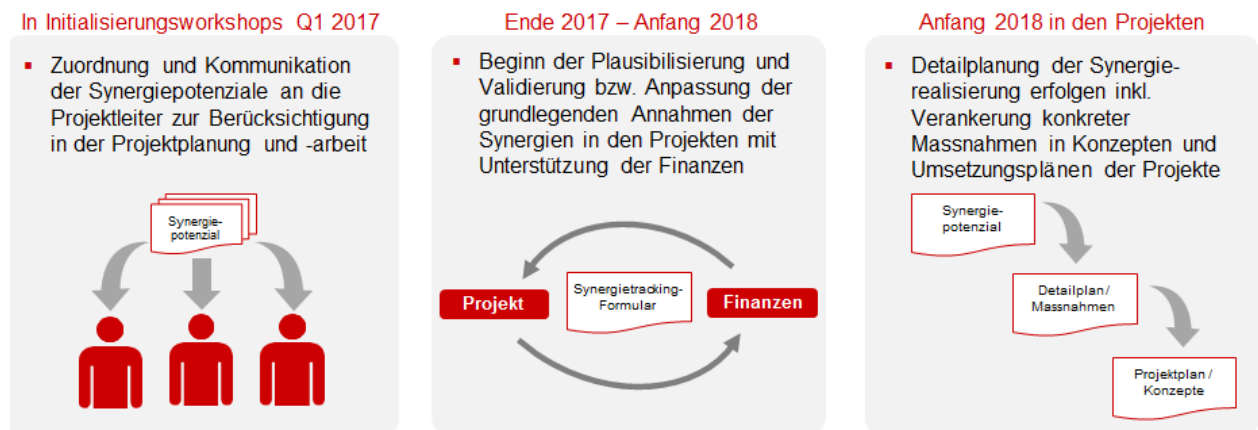 In Initialisierungsworkshops Q1 2017
▪ Zuordnung und Kommunikation
der Synergiepotenziale an die
Projektleiter zur Berücksichtigung
in der Projektplanung und -arbeit
Synergie-
potenzial
Ende 2017 – Anfang 2018
▪ Beginn der Plausibilisierung und
Validierung bzw. Anpassung der
grundlegenden Annahmen der
Synergien in den Projekten mit
Unterstützung der Finanzen
Projekt
Synergietracking-
Formular
Finanzen
Anfang 2018 in den Projekten
▪ Detailplanung der Synergie-
realisierung erfolgen inkl.
Verankerung konkreter
Massnahmen in Konzepten und
Umsetzungsplänen der Projekte
Synergie-
potenzial
Detailplan /
Massnahmen
Projektplan /
Konzepte